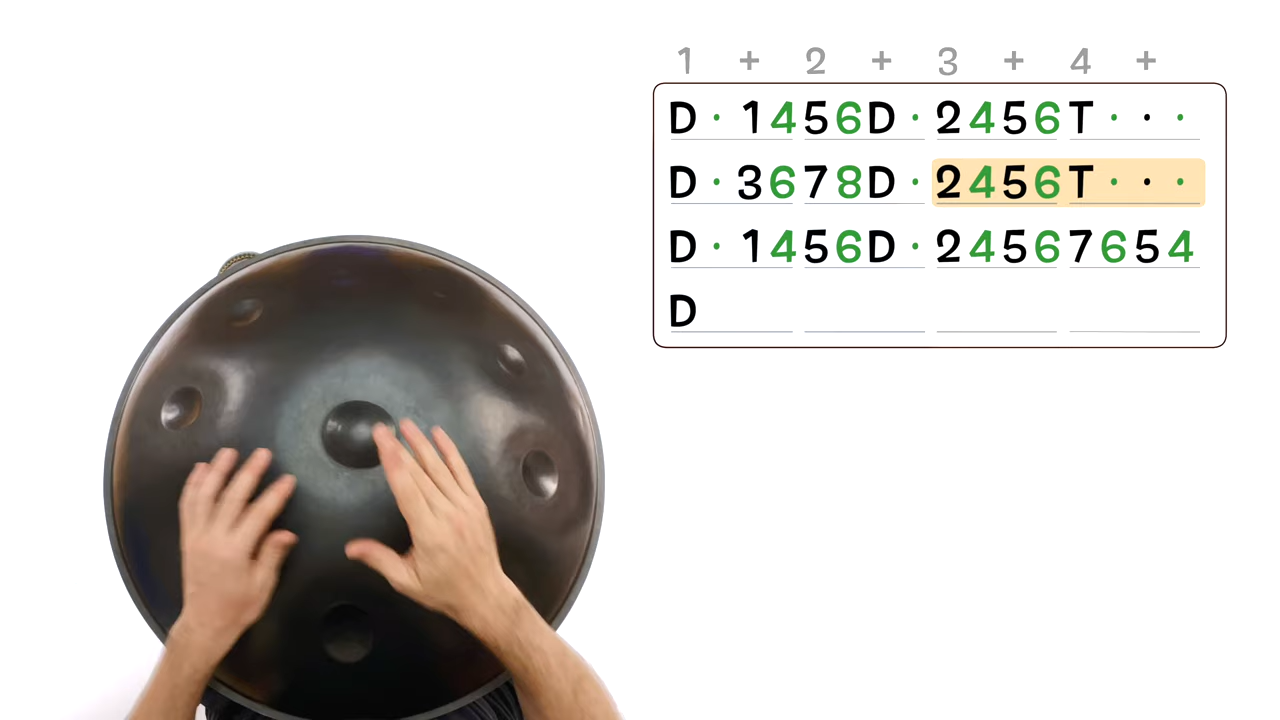 1 + 2 + 3 + 4 +
D · 1 4 5 6 D · 2 4 5 6 T · · ·
D · 3 6 7 8 D · 2 4 5 6 T · · ·
D · 1 4 5 6 D · 2 4 5 6 7 6 5 4
D